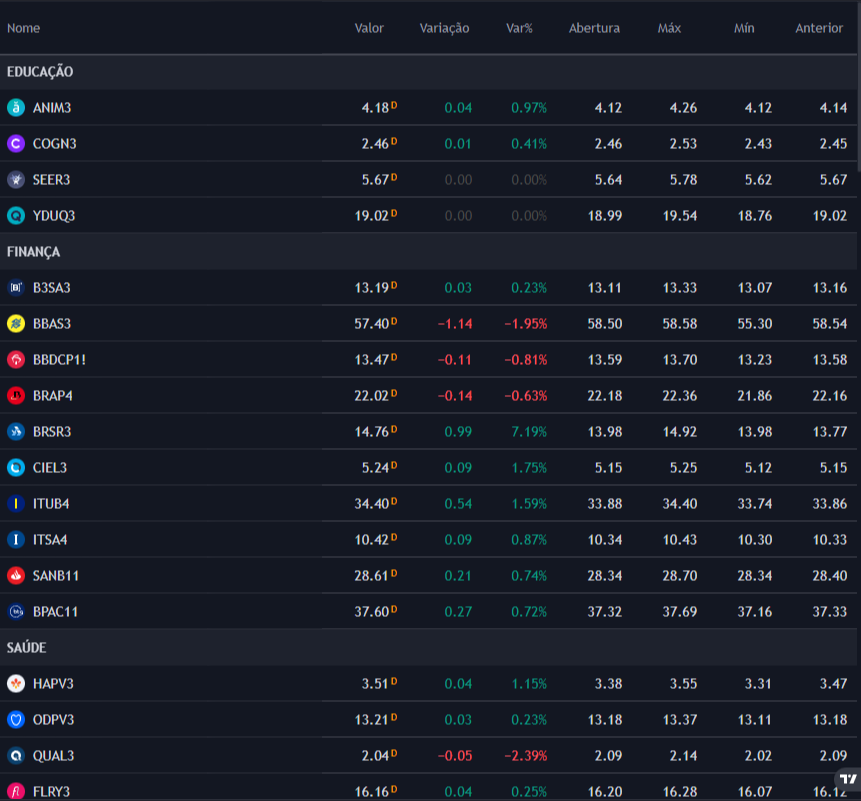 Nome Valor Variação Var% Abertura Máx Mín Anterior
EDUCAÇÃO
ANIM3 4.18 D 0.04 0.97% 4.12 4.26 4.12 4.14
COGN3 2.46 D 0.01 0.41% 2.46 2.53 2.43 2.45
SEER3 5.67 D 0.00 0.00% 5.64 5.78 5.62 5.67
YDUQ3 19.02 D 0.00 0.00% 18.99 19.54 18.76 19.02
FINANÇA
B3SA3 13.19 D 0.03 0.23% 13.11 13.33 13.07 13.16
BBAS3 57.40 D −1.14 −1.95% 58.50 58.58 55.30 58.54
BBDCP1! 13.47 D −0.11 −0.81% 13.59 13.70 13.23 13.58
BRAP4 22.02 D −0.14 −0.63% 22.18 22.36 21.86 22.16
BRSR3 14.76 D 0.99 7.19% 13.98 14.92 13.98 13.77
CIEL3 5.24 D 0.09 1.75% 5.15 5.25 5.12 5.15
ITUB4 34.40 D 0.54 1.59% 33.88 34.40 33.74 33.86
ITSA4 10.42 D 0.09 0.87% 10.34 10.43 10.30 10.33
SANB11 28.61 D 0.21 0.74% 28.34 28.70 28.34 28.40
BPAC11 37.60 D 0.27 0.72% 37.32 37.69 37.16 37.33
SAÚDE
HAPV3 3.51 D 0.04 1.15% 3.38 3.55 3.31 3.47
ODPV3 13.21 D 0.03 0.23% 13.18 13.37 13.11 13.18
QUAL3 2.04 D −0.05 −2.39% 2.09 2.14 2.02 2.09
FLRY3 16.16 D 0.04 0.25% 16.20 16.28 16.07 16.12